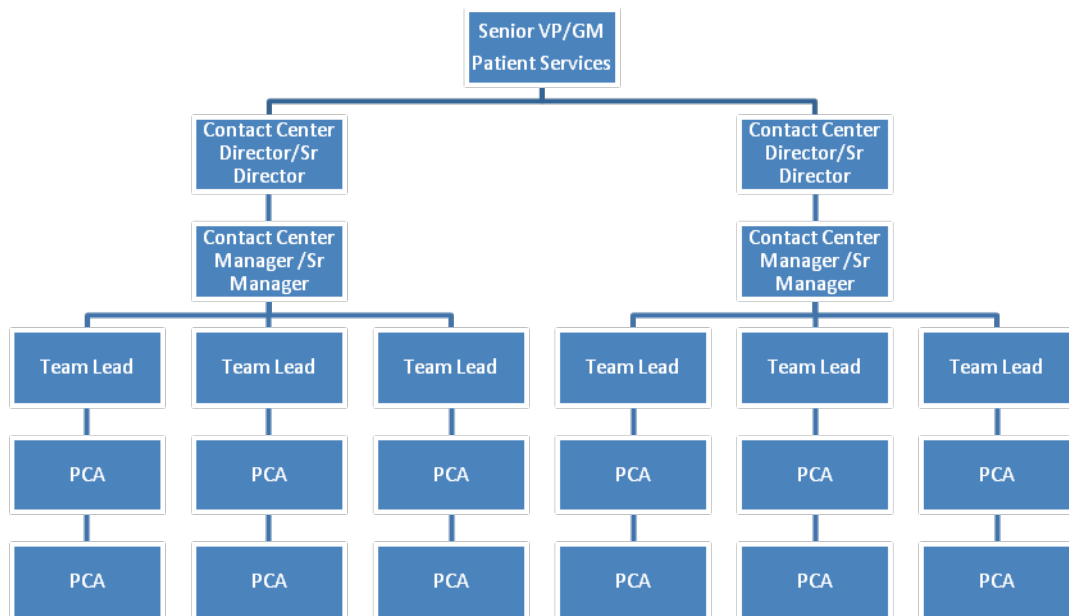 Senior VP/GM
Patient Services
Contact Center
Director/Sr
Director
Contact Center
Director/Sr
Director
Contact Center
Manager /Sr
Manager
Contact Center
Manager /Sr
Manager
Team Lead
Team Lead
Team Lead
Team Lead
Team Lead
Team Lead
PCA
PCA
PCA
PCA
PCA
PCA
PCA
PCA
PCA
PCA
PCA
PCA